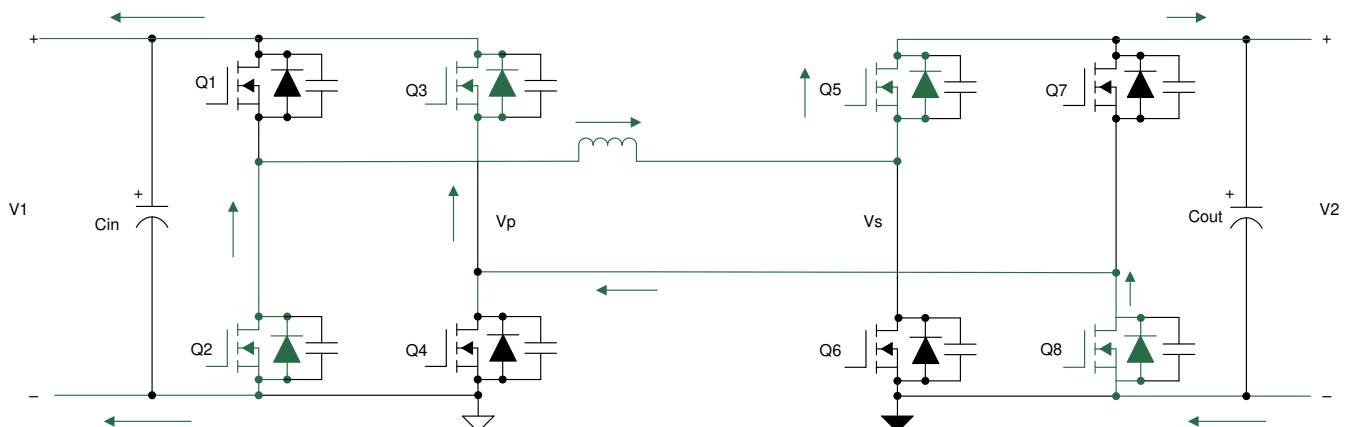 +
Q1
Q3
Q5
Q7
+
V1
+
Cin
Vp
Vs
+
Cout
V2
Q2
Q4
Q6
Q8
–
–